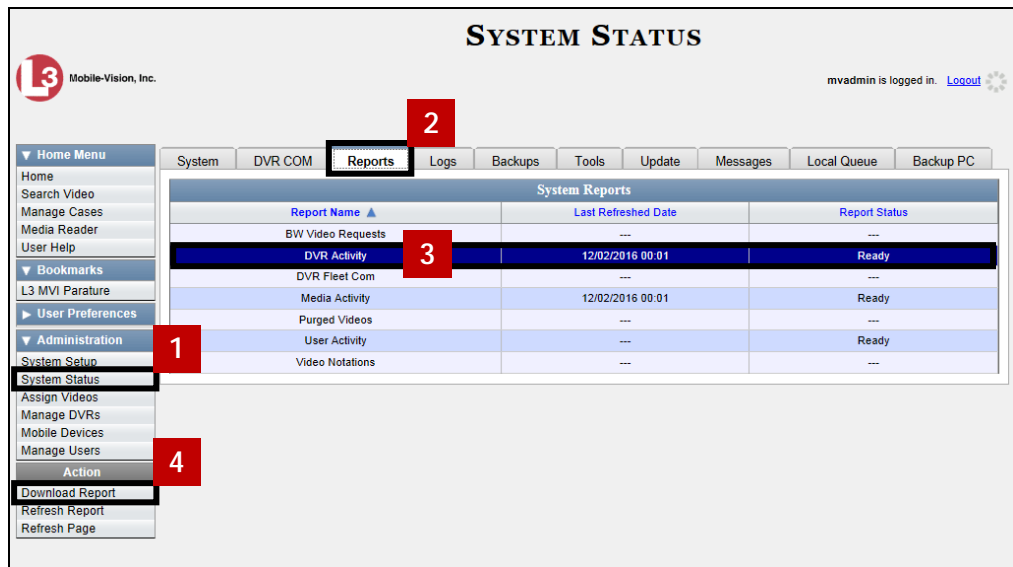 SYSTEM STATUS
L3 Mobile-Vision, Inc.
mvadmin is logged in. Logout
2
▼ Home Menu
Home
Search Video
Manage Cases
Media Reader
User Help
▼ Bookmarks
L3 MVI Parature
▶ User Preferences
▼ Administration
1
System Setup
System Status
Assign Videos
Manage DVRs
Mobile Devices
Manage Users
4
Action
Download Report
Refresh Report
Refresh Page
System DVR COM Reports Logs Backups Tools Update Messages Local Queue Backup PC
System Reports
Report Name ▲ Last Refreshed Date Report Status
BW Video Requests --- ---
3
DVR Activity 12/02/2016 00:01 Ready
DVR Fleet Com --- ---
Media Activity 12/02/2016 00:01 Ready
Purged Videos --- ---
User Activity --- Ready
Video Notations --- ---